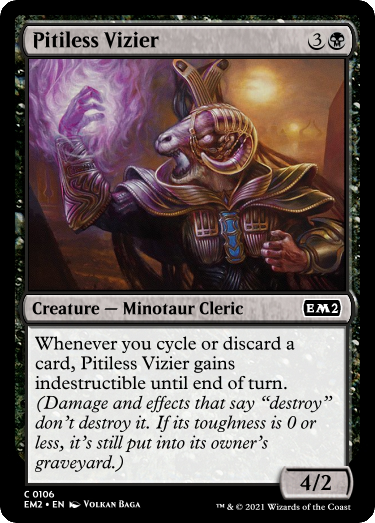 Pitiless Vizier 3
Creature — Minotaur Cleric EM2
Whenever you cycle or discard a
card, Pitiless Vizier gains
indestructible until end of turn.
(Damage and effects that say “destroy”
don’t destroy it. If its toughness is 0 or
less, it’s still put into its owner’s
graveyard.)
4/2
C 0106
EM2 • EN VOLKAN BAGA ™ & © 2021 Wizards of the Coast